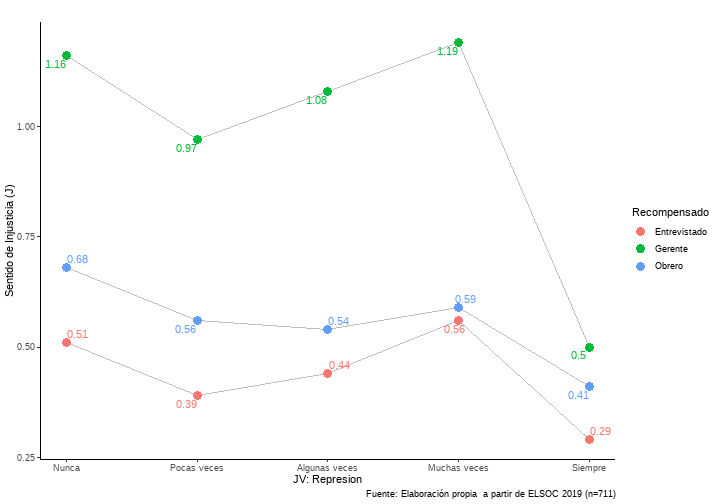 1.16
1.19
1.08
1.00
0.97
Recompensado
Entrevistado
Gerente
Obrero
Sentido de Injusticia (J)
0.75
0.68
0.59
0.56
0.54
0.51
0.56
0.50
0.5
0.44
0.39
0.41
0.29
0.25
Nunca
Pocas veces
Algunas veces
Muchas veces
Siempre
JV: Represion
Fuente: Elaboración propia  a partir de ELSOC 2019 (n=711)